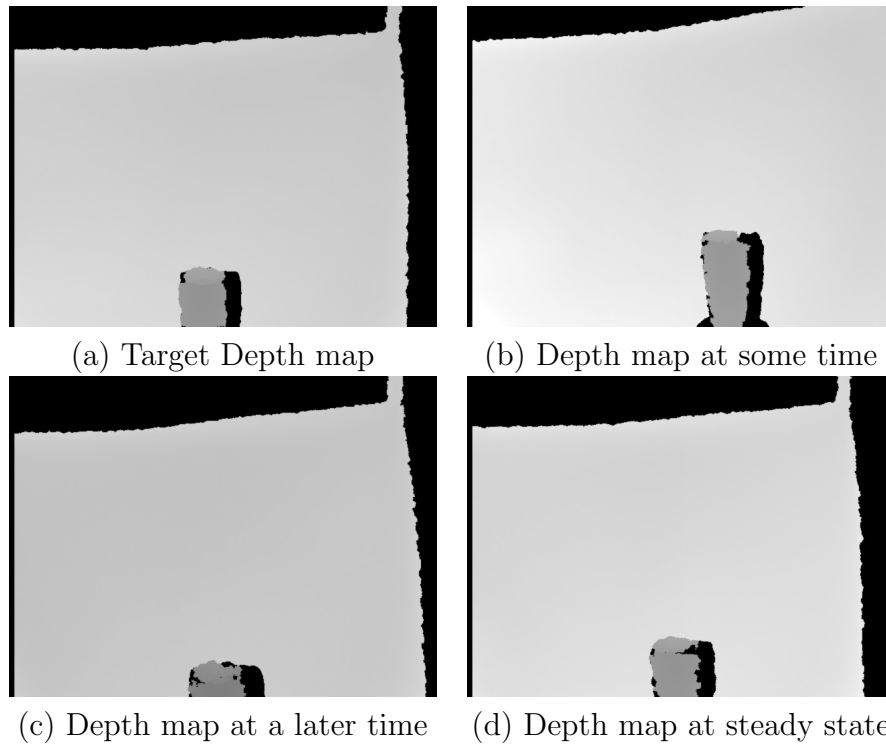 (a) Target Depth map
(b) Depth map at some time
(c) Depth map at a later time
(d) Depth map at steady state